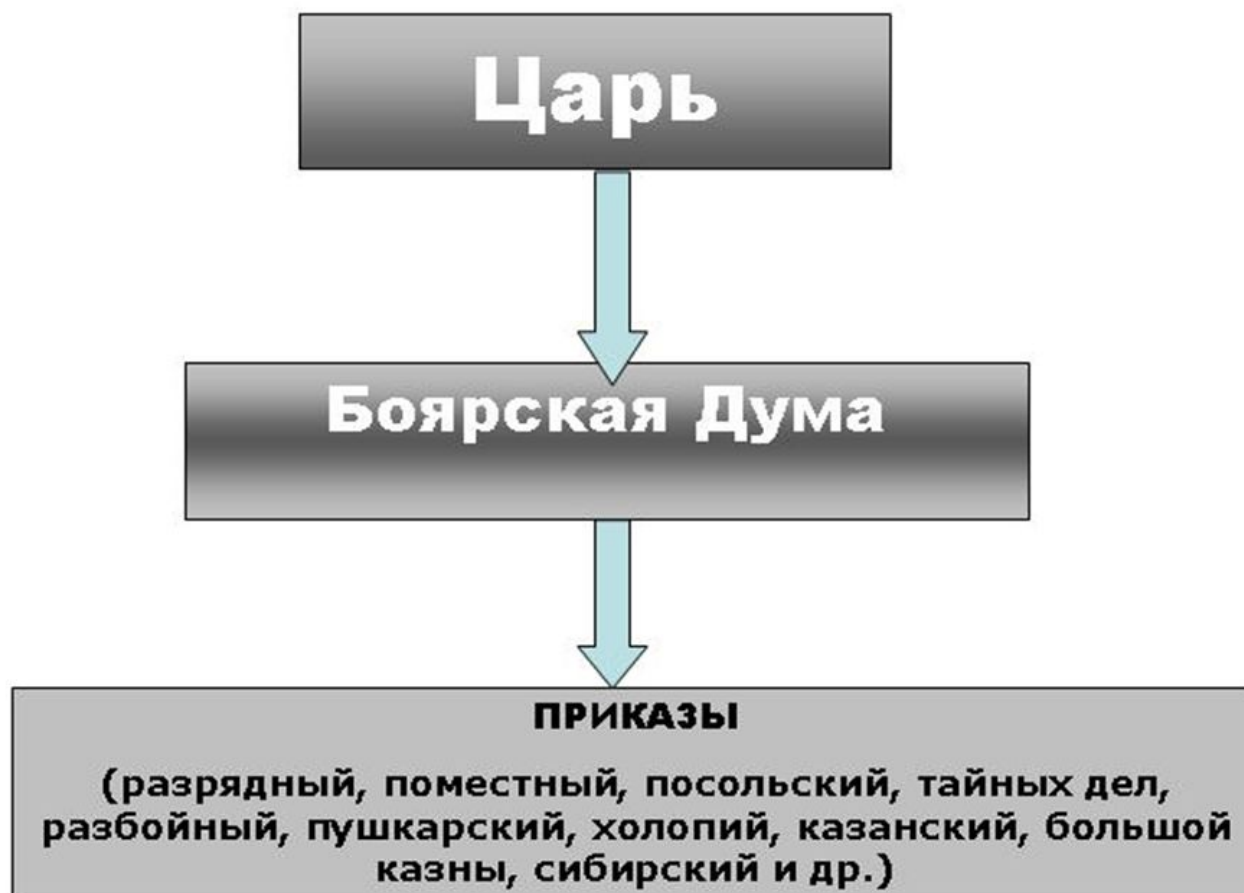 Царь
Боярская Дума
ПРИКАЗЫ
(разрядный, поместный, посольский, тайных дел,
разбойный, пушкарский, холопий, казанский, большой
казны, сибирский и др.)